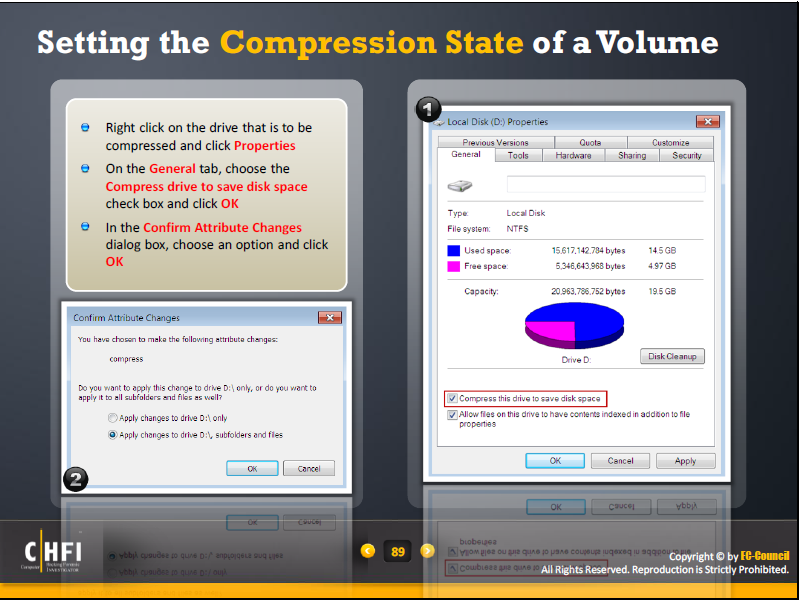 Setting the Compression State of a Volume
Right click on the drive that is to be
compressed and click Properties
On the General tab, choose the
Compress drive to save disk space
check box and click OK
In the Confirm Attribute Changes
dialog box, choose an option and click
OK
1
Local Disk (D:) Properties
Previous Versions Quota Customize
General Tools Hardware Sharing Security
Type: Local Disk
File system: NTFS
Used space: 15,617,142,784 bytes 14.5 GB
Free space: 5,346,643,968 bytes 4.97 GB
Capacity: 20,963,786,752 bytes 19.5 GB
Drive D:
Disk Cleanup
Compress this drive to save disk space
Allow files on this drive to have contents indexed in addition to file
properties
OK Cancel Apply
Confirm Attribute Changes
You have chosen to make the following attribute changes:
compress
Do you want to apply this change to drive D:\ only, or do you want to
apply it to all subfolders and files as well?
Apply changes to drive D:\ only
Apply changes to drive D:\, subfolders and files
OK Cancel
2
CHFI
Computer Hacking Forensic
INVESTIGATOR
89
Copyright © by EC-Council
All Rights Reserved. Reproduction is Strictly Prohibited.